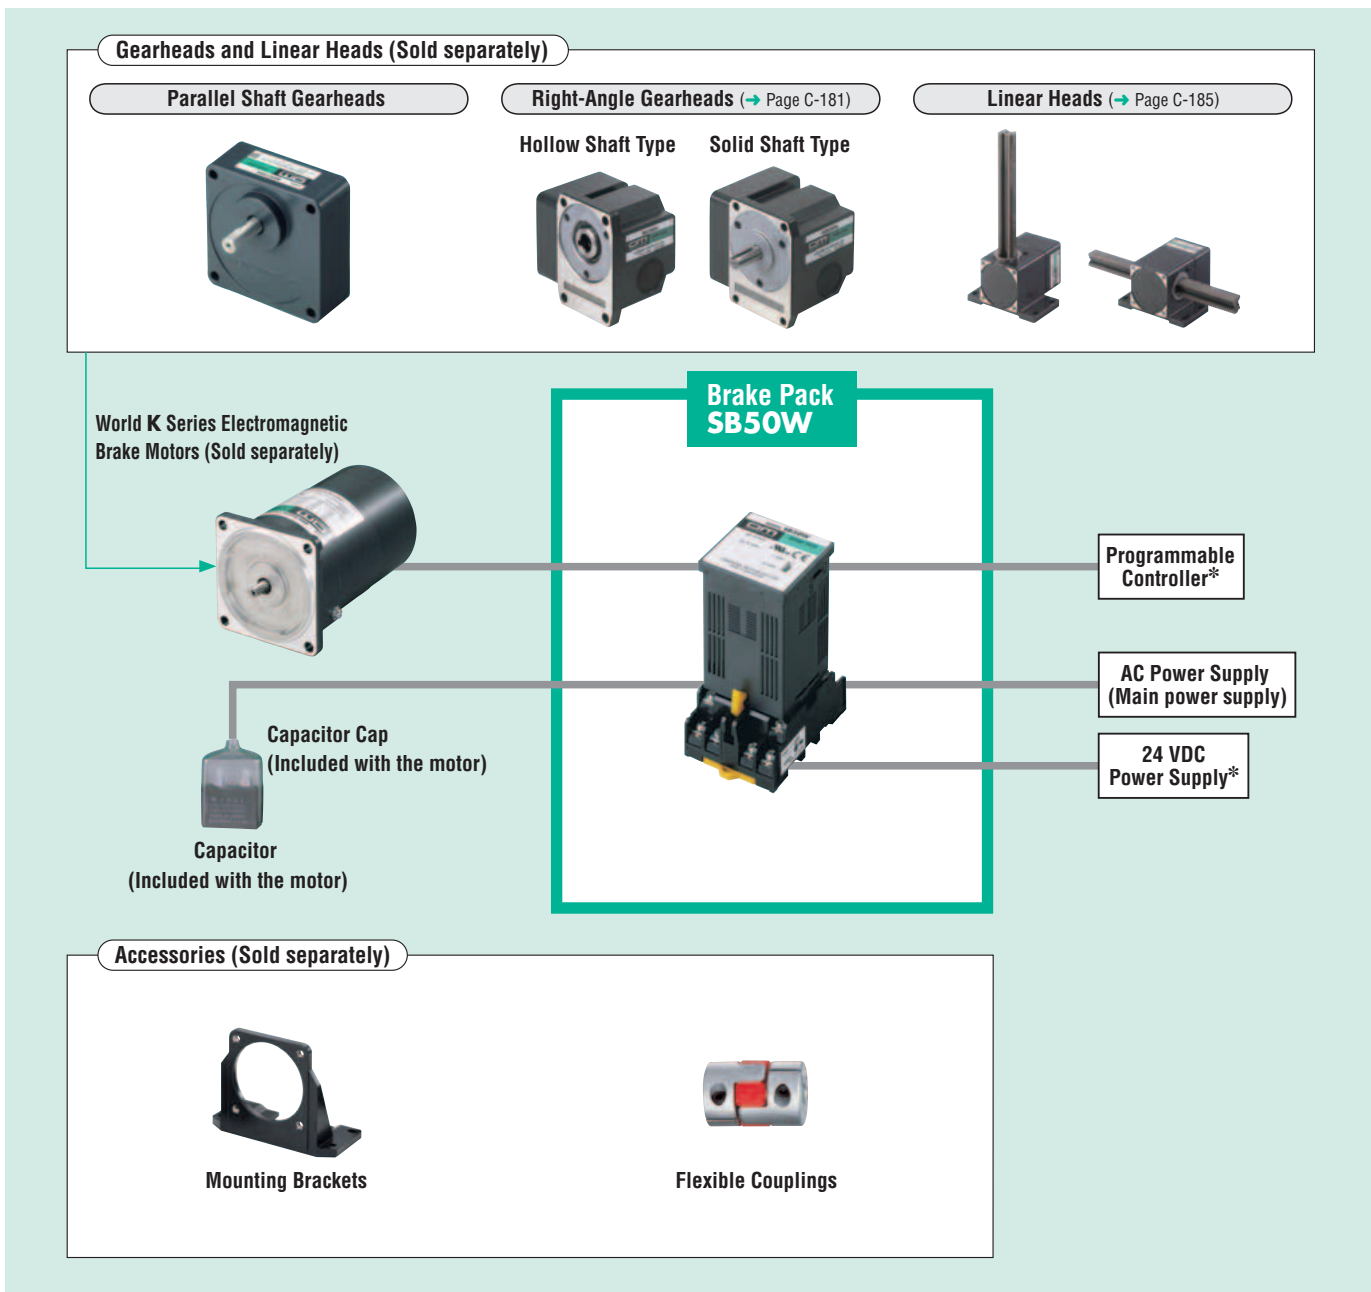 Gearheads and Linear Heads (Sold separately)
Parallel Shaft Gearheads
Right-Angle Gearheads (➜ Page C-181)
Linear Heads (➜ Page C-185)
Hollow Shaft Type
Solid Shaft Type
World K Series Electromagnetic
Brake Motors (Sold separately)
Brake Pack
SB50W
Programmable
Controller*
AC Power Supply
(Main power supply)
24 VDC
Power Supply*
Capacitor Cap
(Included with the motor)
Capacitor
(Included with the motor)
Accessories (Sold separately)
Mounting Brackets
Flexible Couplings